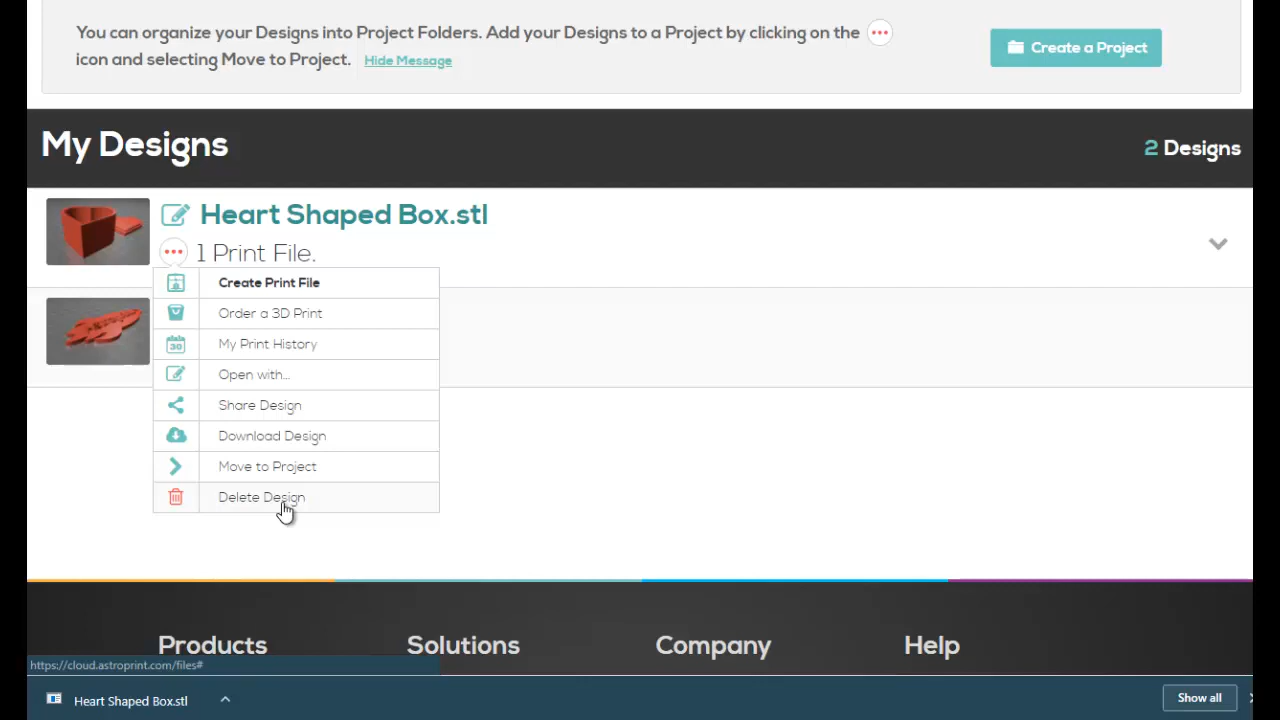 You can organize your Designs into Project Folders. Add your Designs to a Project by clicking on the
icon and selecting Move to Project. Hide Message
Create a Project
My Designs
2 Designs
Heart Shaped Box.stl
1 Print File.
Create Print File
Order a 3D Print
30 My Print History
Open with...
Share Design
Download Design
Move to Project
Delete Design
Products Solutions Company Help
https://cloud.astroprint.com/files#
Heart Shaped Box.stl
Show all